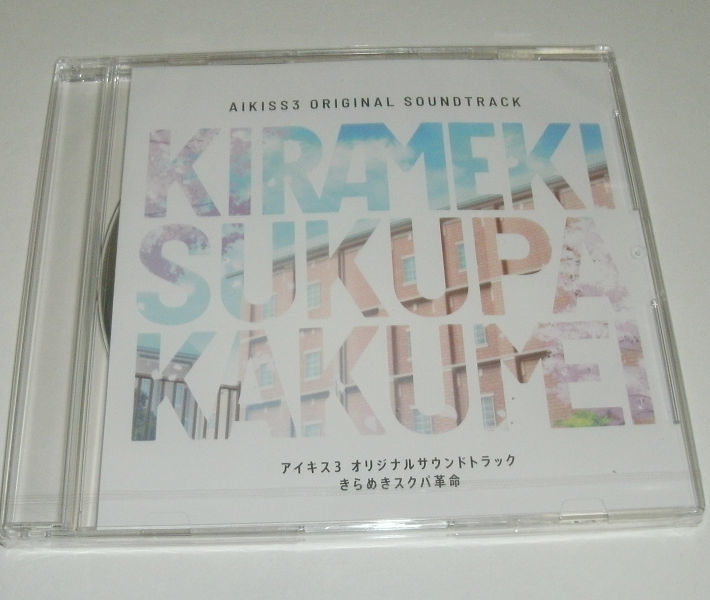 AIKISS3 ORIGINAL SOUNDTRACK
KIRAMEKI
SUKUPA
KAKUMEI
アイキス3 オリジナルサウンドトラック
きらめきスクパ革命